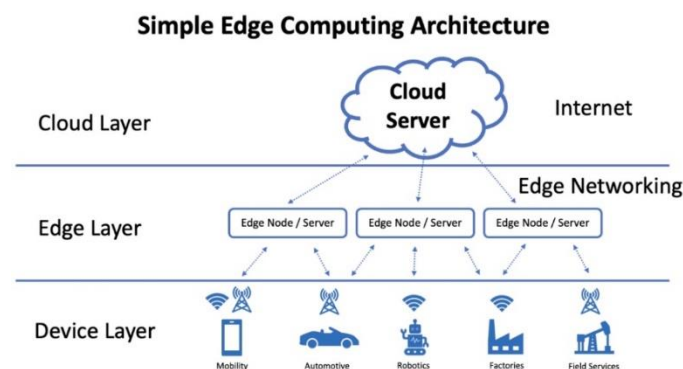 Simple Edge Computing Architecture
Cloud
Server
Internet
Cloud Layer
Edge Networking
Edge Node / Server
Edge Node / Server
Edge Node / Server
Edge Layer
Device Layer
Mobility
Automotive
Robotics
Factories
Field Services